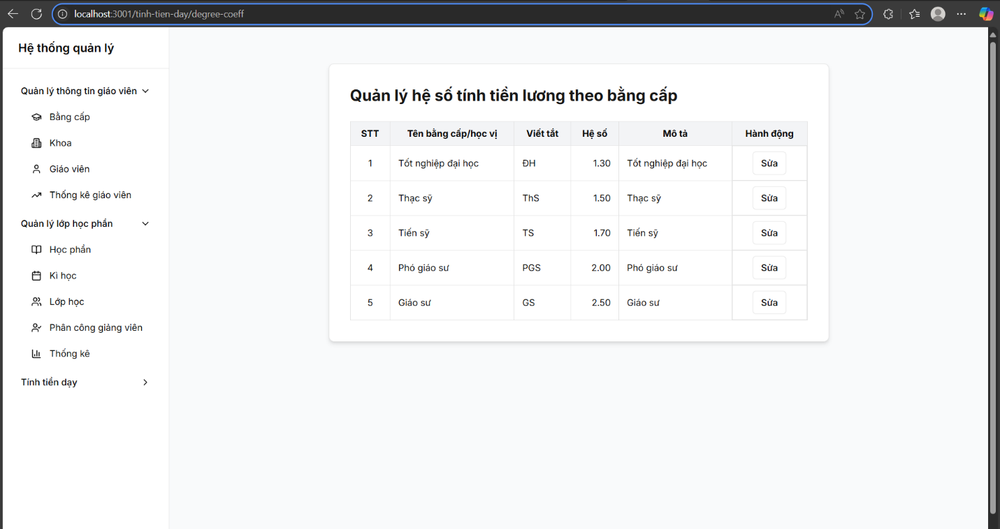 localhost:3001/tinh-tien-day/degree-coeff
Hệ thống quản lý
Quản lý thông tin giáo viên
Bằng cấp
Khoa
Giáo viên
Thống kê giáo viên
Quản lý lớp học phần
Học phần
Kì học
Lớp học
Phân công giảng viên
Thống kê
Tính tiền dạy
Quản lý hệ số tính tiền lương theo bằng cấp
STT Tên bằng cấp/học vị Viết tắt Hệ số Mô tả Hành động
1 Tốt nghiệp đại học ĐH 1.30 Tốt nghiệp đại học Sửa
2 Thạc sỹ ThS 1.50 Thạc sỹ Sửa
3 Tiến sỹ TS 1.70 Tiến sỹ Sửa
4 Phó giáo sư PGS 2.00 Phó giáo sư Sửa
5 Giáo sư GS 2.50 Giáo sư Sửa